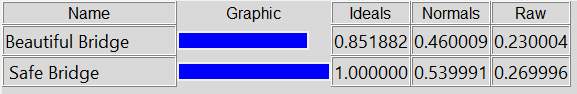 Name Graphic Ideals Normals Raw
Beautiful Bridge 0.851882 0.460009 0.230004
Safe Bridge 1.000000 0.539991 0.269996